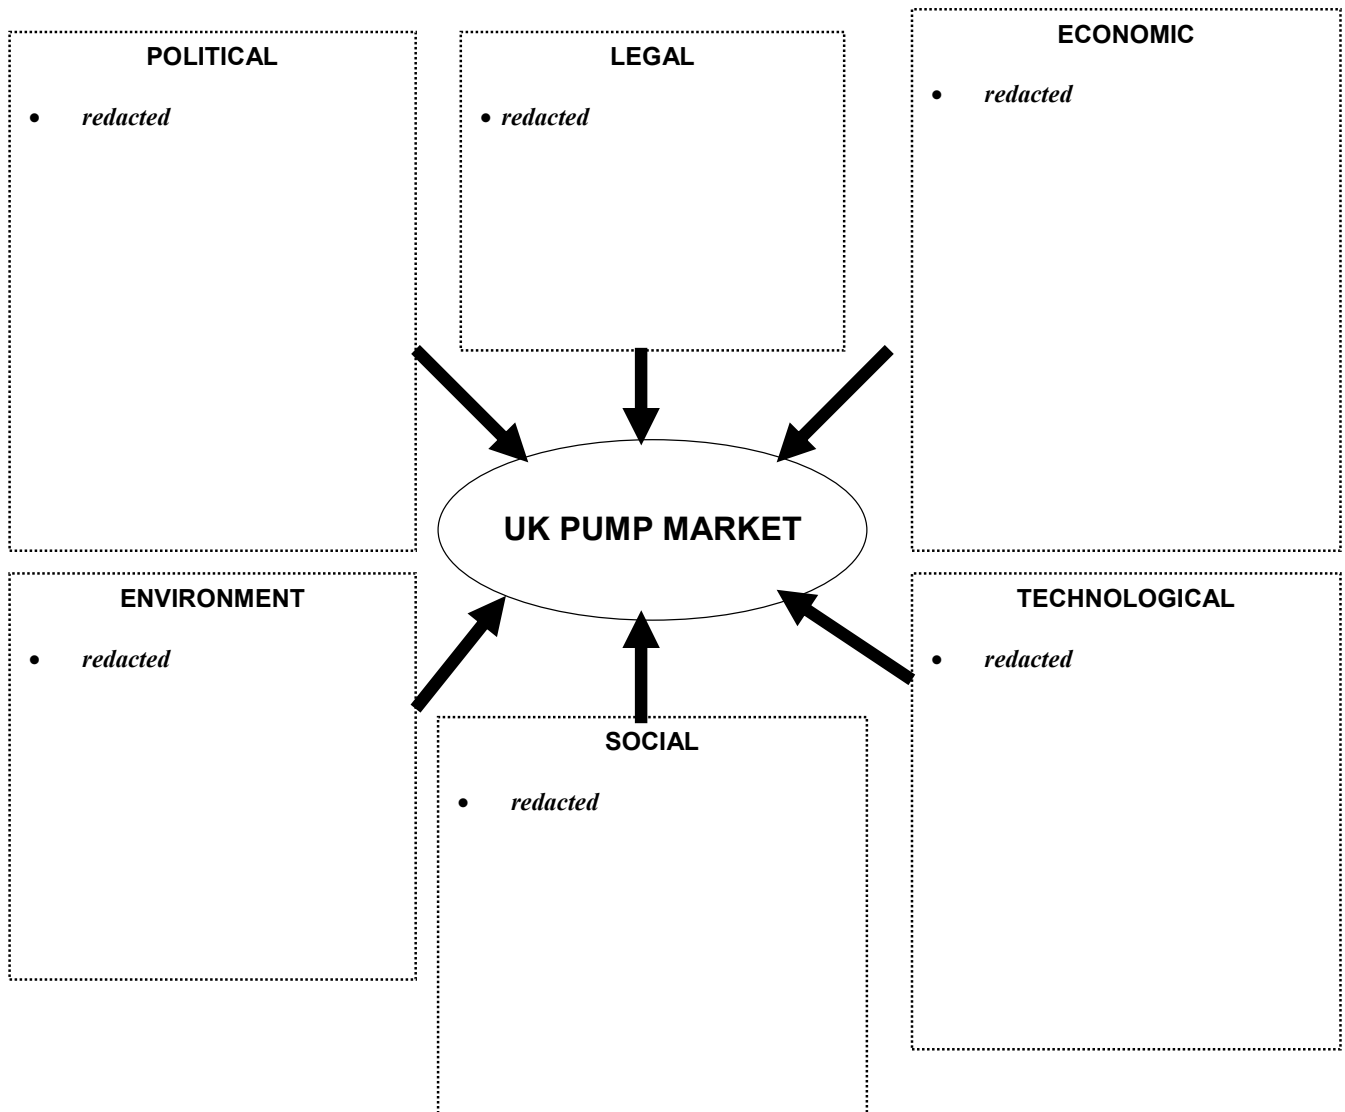 POLITICAL
• redacted
LEGAL
• redacted
ECONOMIC
• redacted
UK PUMP MARKET
ENVIRONMENT
• redacted
SOCIAL
• redacted
TECHNOLOGICAL
• redacted